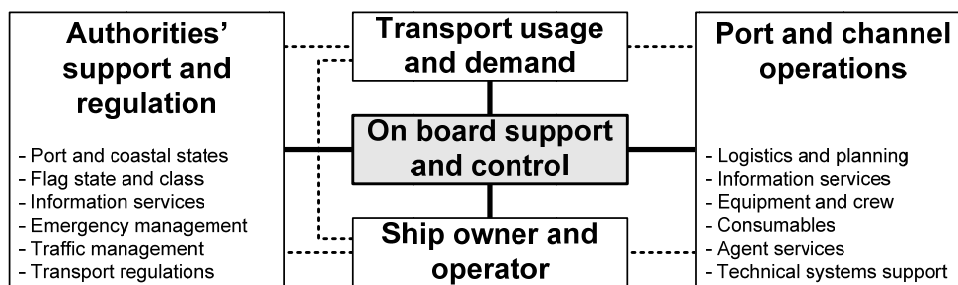 Authorities'
support and
regulation
- Port and coastal states
- Flag state and class
- Information services
- Emergency management
- Traffic management
- Transport regulations
Transport usage
and demand
On board support
and control
Ship owner and
operator
Port and channel
operations
- Logistics and planning
- Information services
- Equipment and crew
- Consumables
- Agent services
- Technical systems support